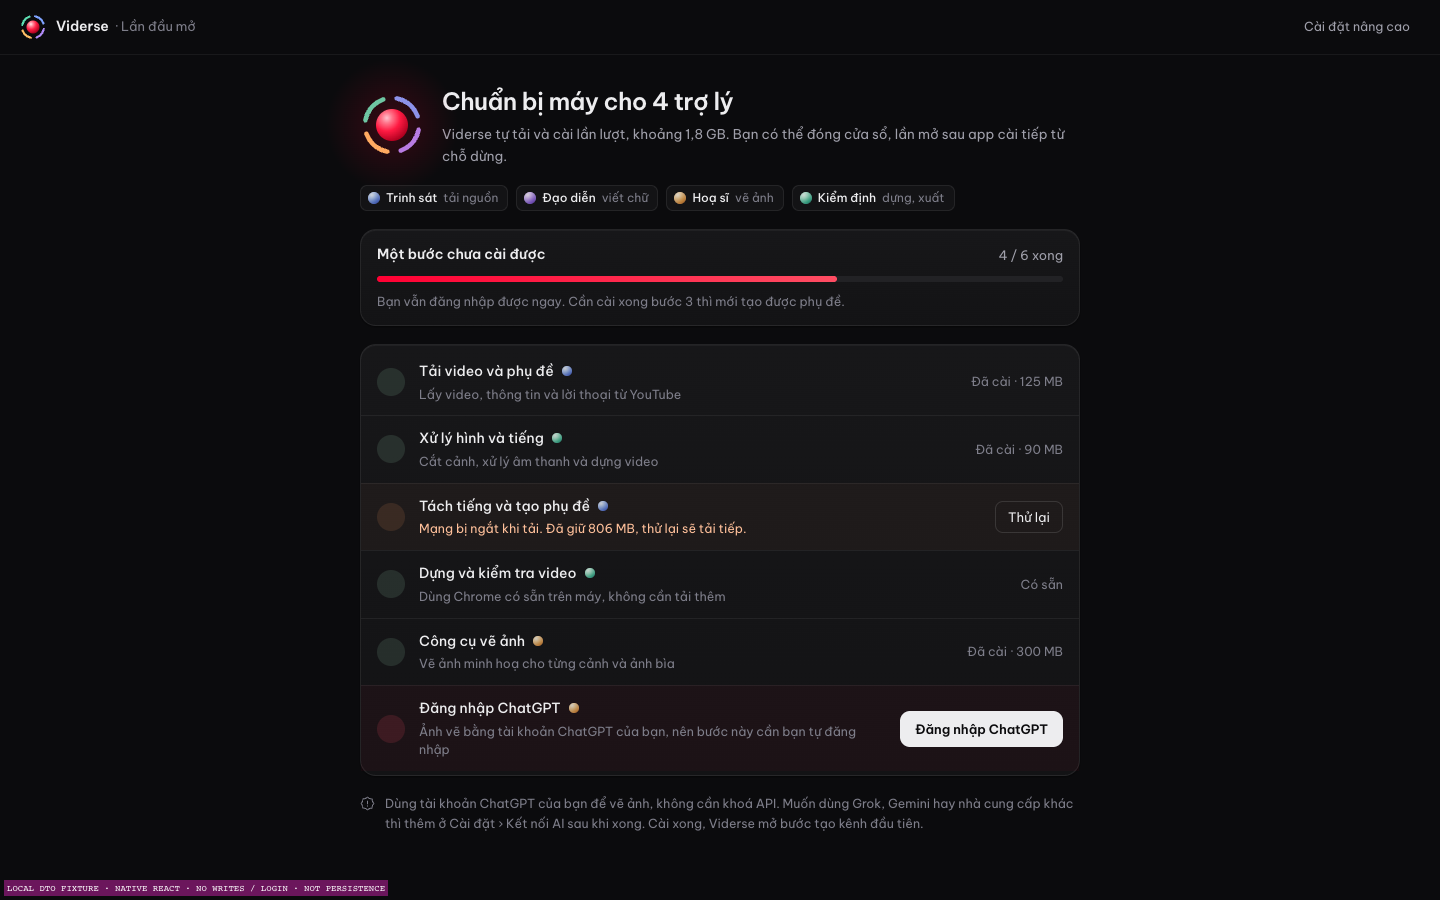 Viderse · Lần đầu mở
Cài đặt nâng cao
Chuẩn bị máy cho 4 trợ lý
Viderse tự tải và cài lần lượt, khoảng 1,8 GB. Bạn có thể đóng cửa sổ, lần mở sau app cài tiếp từ
chỗ dừng.
Trinh sát tải nguồn
Đạo diễn viết chữ
Hoạ sĩ vẽ ảnh
Kiểm định dựng, xuất
Một bước chưa cài được
4 / 6 xong
Bạn vẫn đăng nhập được ngay. Cần cài xong bước 3 thì mới tạo được phụ đề.
Tải video và phụ đề
Lấy video, thông tin và lời thoại từ YouTube
Đã cài · 125 MB
Xử lý hình và tiếng
Cắt cảnh, xử lý âm thanh và dựng video
Đã cài · 90 MB
Tách tiếng và tạo phụ đề
Mạng bị ngắt khi tải. Đã giữ 806 MB, thử lại sẽ tải tiếp.
Thử lại
Dựng và kiểm tra video
Dùng Chrome có sẵn trên máy, không cần tải thêm
Có sẵn
Công cụ vẽ ảnh
Vẽ ảnh minh hoạ cho từng cảnh và ảnh bìa
Đã cài · 300 MB
Đăng nhập ChatGPT
Ảnh vẽ bằng tài khoản ChatGPT của bạn, nên bước này cần bạn tự đăng
nhập
Đăng nhập ChatGPT
Dùng tài khoản ChatGPT của bạn để vẽ ảnh, không cần khoá API. Muốn dùng Grok, Gemini hay nhà cung cấp khác
thì thêm ở Cài đặt › Kết nối AI sau khi xong. Cài xong, Viderse mở bước tạo kênh đầu tiên.
LOCAL DTO FIXTURE · NATIVE REACT · NO WRITES / LOGIN · NOT PERSISTENCE